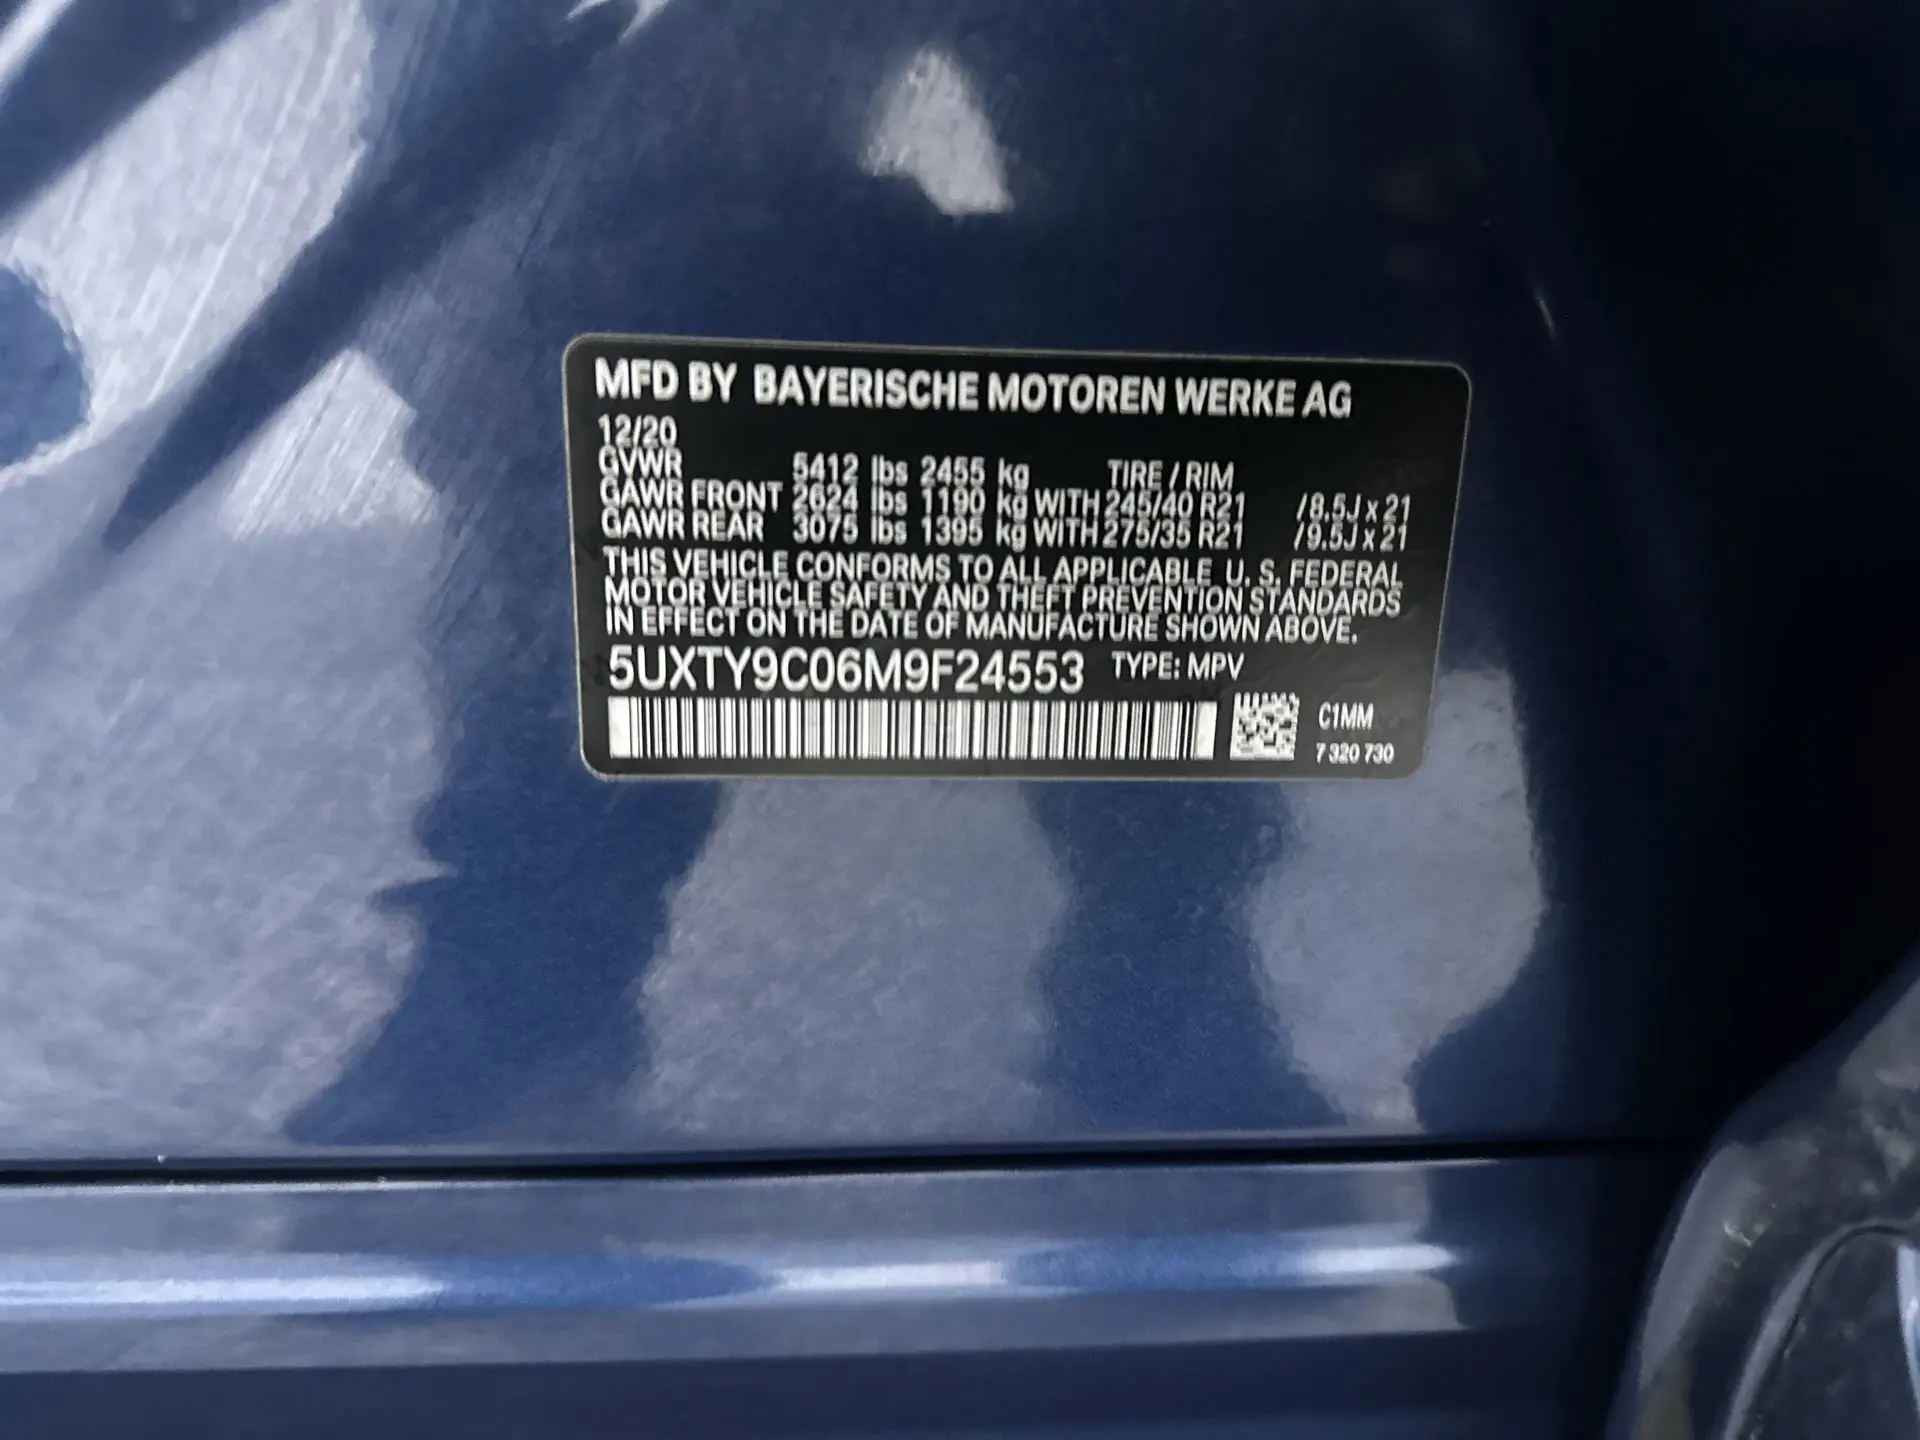 MFD BY BAYERISCHE MOTOREN WERKE AG
12/20
GVWR 5412 lbs 2455 kg TIRE / RIM
GAWR FRONT 2624 lbs 1190 kg WITH 245/40 R21 /8.5J x 21
GAWR REAR 3075 lbs 1395 kg WITH 275/35 R21 /9.5J x 21
THIS VEHICLE CONFORMS TO ALL APPLICABLE U. S. FEDERAL
MOTOR VEHICLE SAFETY AND THEFT PREVENTION STANDARDS
IN EFFECT ON THE DATE OF MANUFACTURE SHOWN ABOVE.
5UXTY9C06M9F24553 TYPE: MPV
C1MM
7 320 730